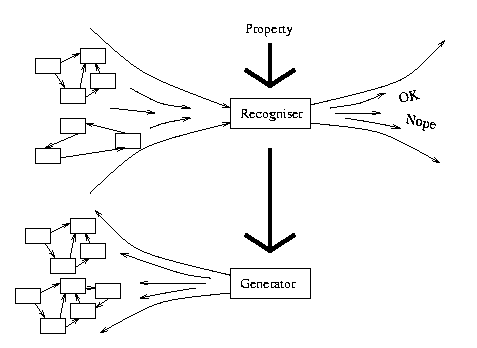 Property
OK
Recogniser
Nope
Generator